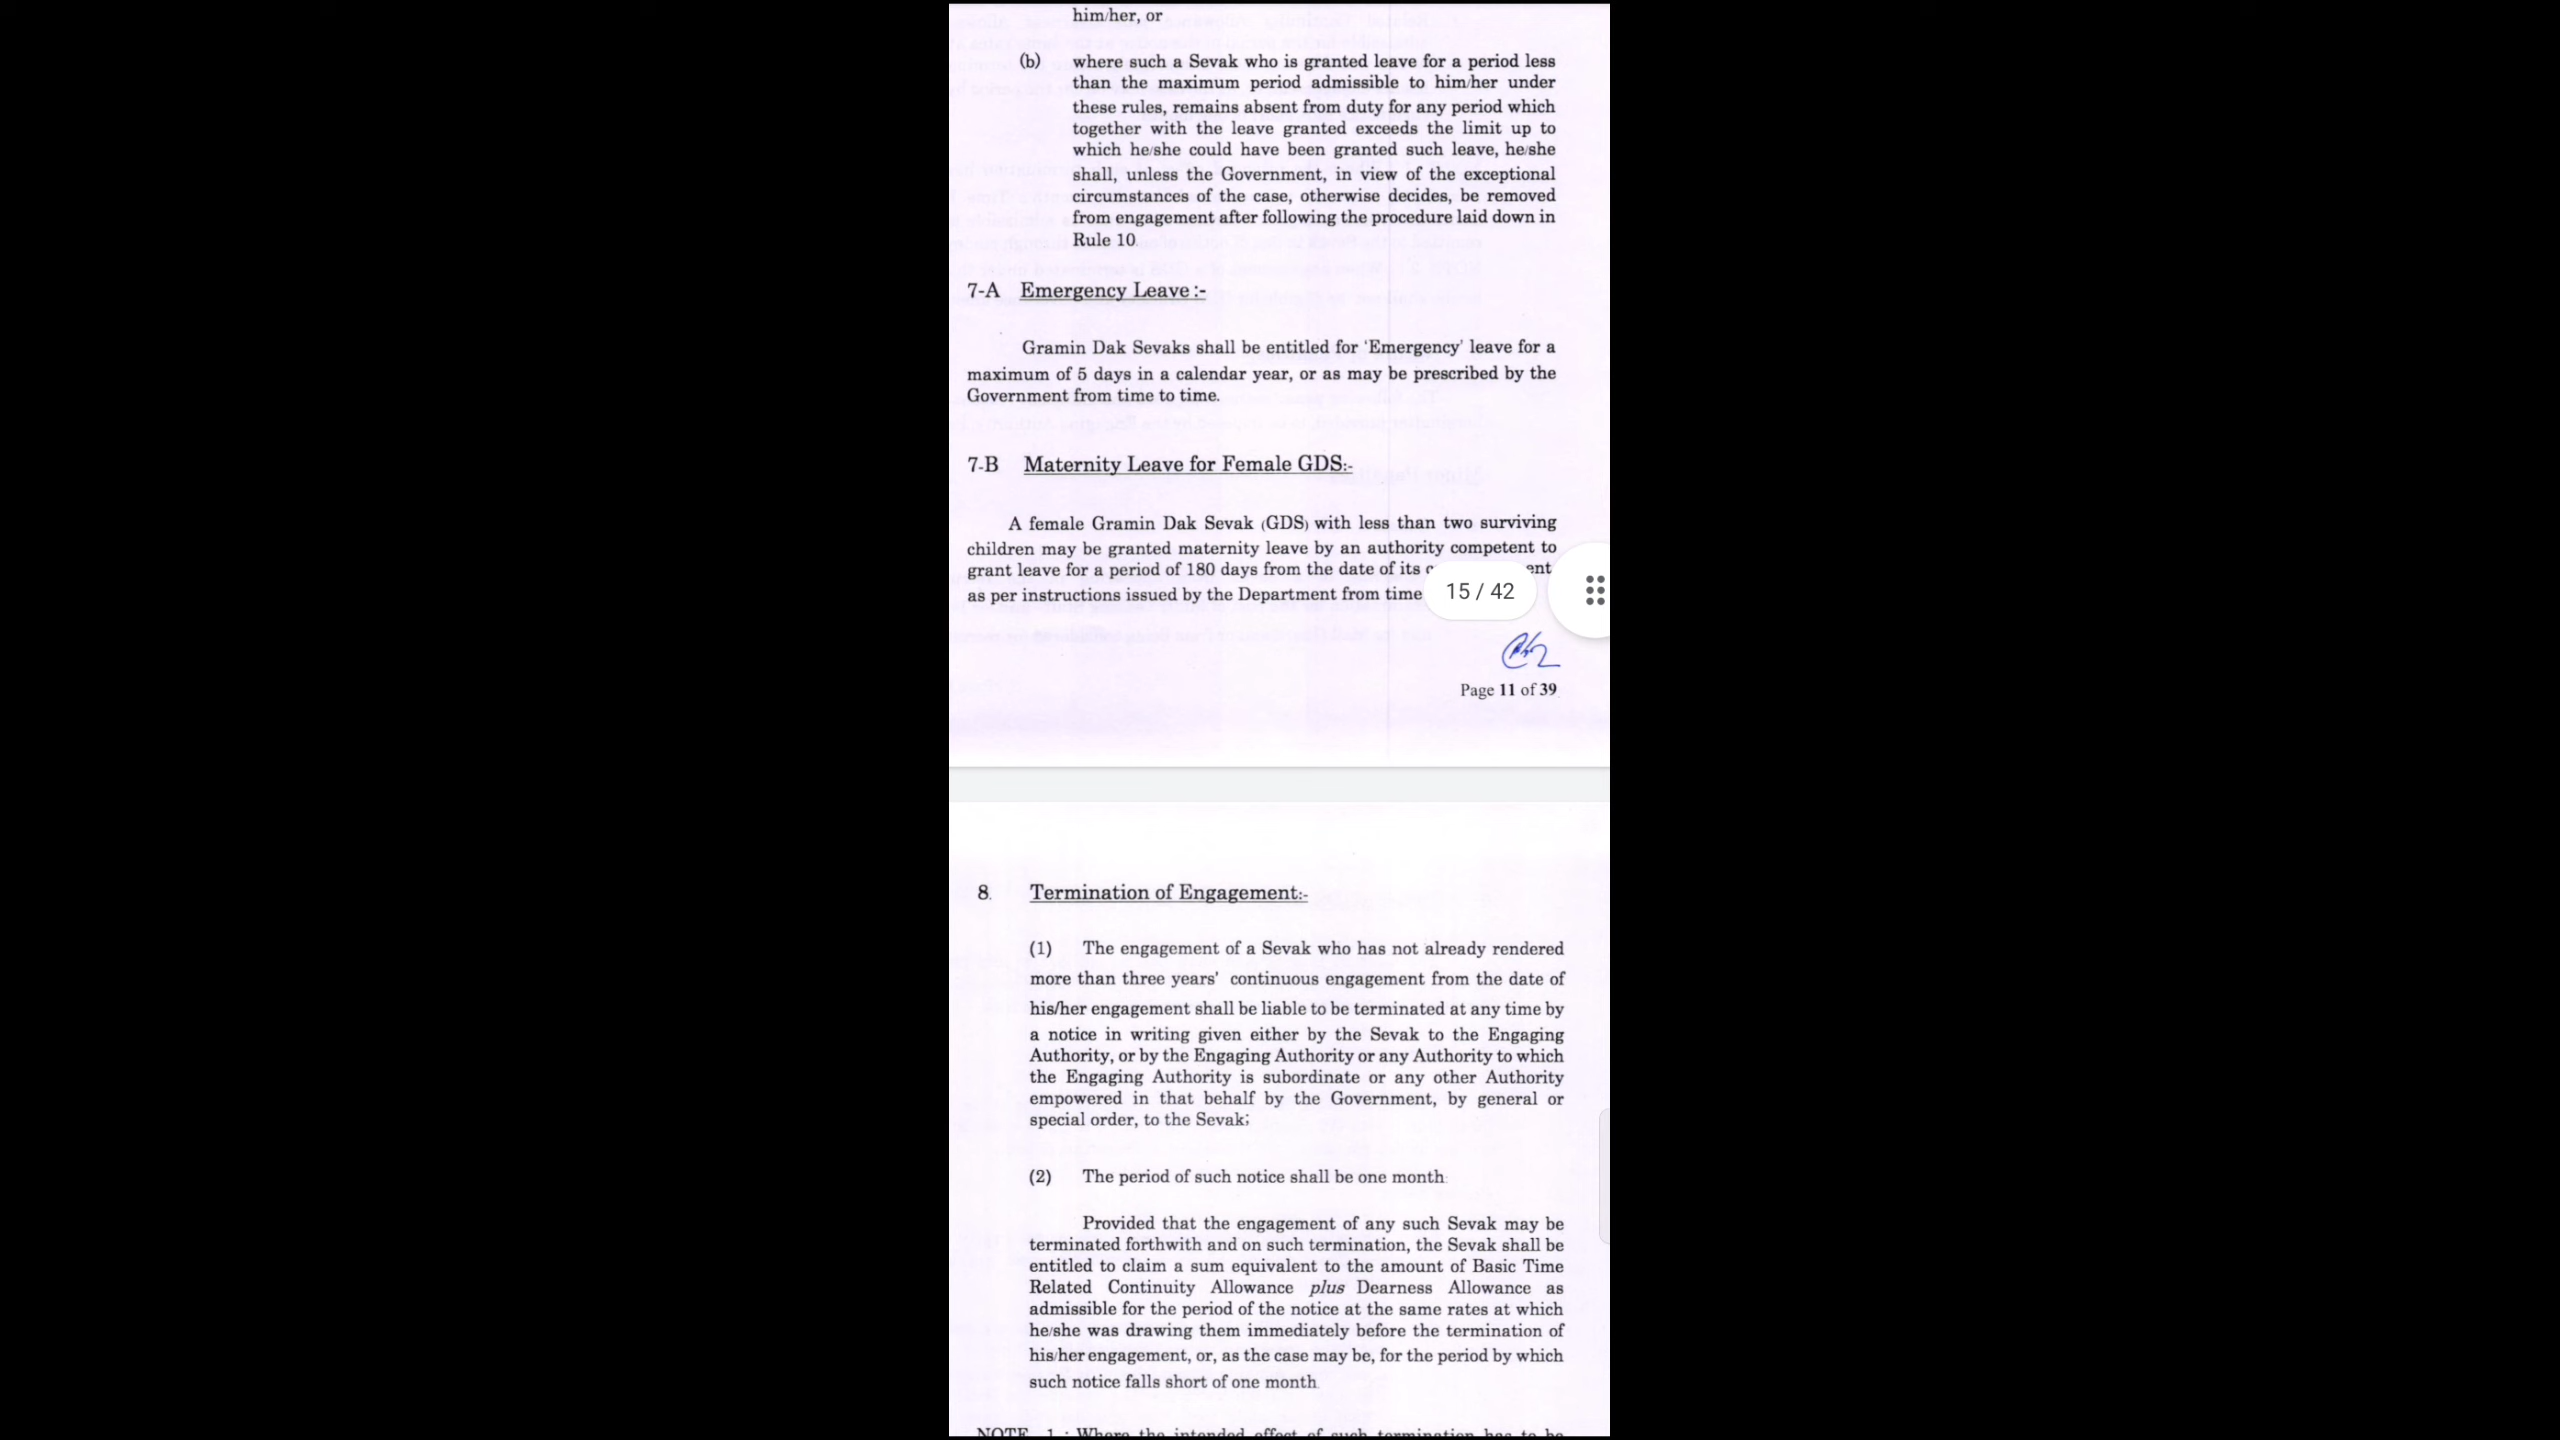 him/her, or
(b) where such a Sevak who is granted leave for a period less
than the maximum period admissible to him/her under
these rules, remains absent from duty for any period which
together with the leave granted exceeds the limit up to
which he/she could have been granted such leave, he/she
shall, unless the Government, in view of the exceptional
circumstances of the case, otherwise decides, be removed
from engagement after following the procedure laid down in
Rule 10.
7-A Emergency Leave :-
Gramin Dak Sevaks shall be entitled for 'Emergency' leave for a
maximum of 5 days in a calendar year, or as may be prescribed by the
Government from time to time.
7-B Maternity Leave for Female GDS:-
A female Gramin Dak Sevak (GDS) with less than two surviving
children may be granted maternity leave by an authority competent to
grant leave for a period of 180 days from the date of its
as per instructions issued by the Department from time
15 / 42
Page 11 of 39
8. Termination of Engagement:-
(1) The engagement of a Sevak who has not already rendered
more than three years' continuous engagement from the date of
his/her engagement shall be liable to be terminated at any time by
a notice in writing given either by the Sevak to the Engaging
Authority, or by the Engaging Authority or any Authority to which
the Engaging Authority is subordinate or any other Authority
empowered in that behalf by the Government, by general or
special order, to the Sevak;
(2) The period of such notice shall be one month.
Provided that the engagement of any such Sevak may be
terminated forthwith and on such termination, the Sevak shall be
entitled to claim a sum equivalent to the amount of Basic Time
Related Continuity Allowance plus Dearness Allowance as
admissible for the period of the notice at the same rates at which
he/she was drawing them immediately before the termination of
his/her engagement, or, as the case may be, for the period by which
such notice falls short of one month.
NOTE 1 : Where the intended effect of such termination has to be